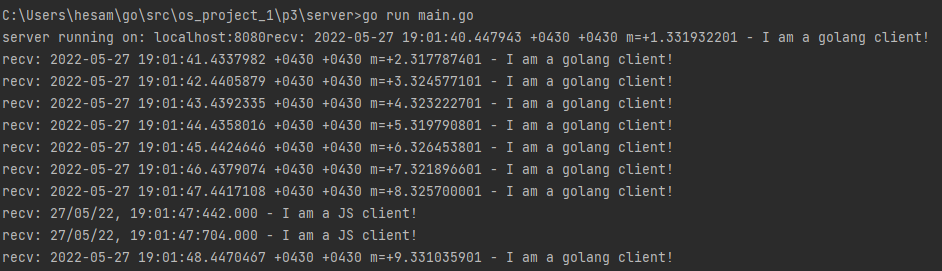 C:\Users\hesam\go\src\os_project_1\p3\server>go run main.go
server running on: localhost:8080recv: 2022-05-27 19:01:40.447943 +0430 +0430 m=+1.331932201 - I am a golang client!
recv: 2022-05-27 19:01:41.4337982 +0430 +0430 m=+2.317787401 - I am a golang client!
recv: 2022-05-27 19:01:42.4405879 +0430 +0430 m=+3.324577101 - I am a golang client!
recv: 2022-05-27 19:01:43.4392335 +0430 +0430 m=+4.323222701 - I am a golang client!
recv: 2022-05-27 19:01:44.4358016 +0430 +0430 m=+5.319790801 - I am a golang client!
recv: 2022-05-27 19:01:45.4424646 +0430 +0430 m=+6.326453801 - I am a golang client!
recv: 2022-05-27 19:01:46.4379074 +0430 +0430 m=+7.321896601 - I am a golang client!
recv: 2022-05-27 19:01:47.4417108 +0430 +0430 m=+8.325700001 - I am a golang client!
recv: 27/05/22, 19:01:47:442.000 - I am a JS client!
recv: 27/05/22, 19:01:47:704.000 - I am a JS client!
recv: 2022-05-27 19:01:48.4470467 +0430 +0430 m=+9.331035901 - I am a golang client!